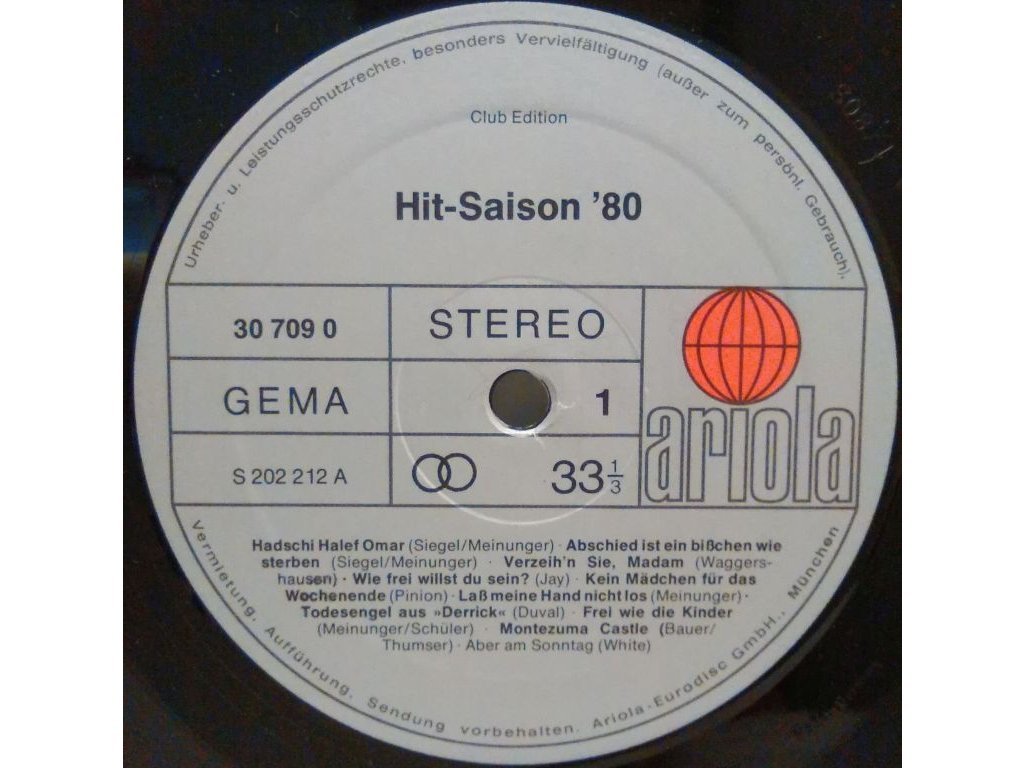 Urheber- u. Leistungsschutzrechte, besonders Vervielfältigung (außer zum persönl. Gebrauch),
Club Edition
Hit-Saison ’80
30 709 0
STEREO
GEMA
1
ariola
S 202 212 A
33 1/3
Hadschi Halef Omar (Siegel/Meinunger) · Abschied ist ein bißchen wie
sterben (Siegel/Meinunger) · Verzeih'n Sie, Madam (Waggers-
hausen) · Wie frei willst du sein? (Jay) · Kein Mädchen für das
Wochenende (Pinion) · Laß meine Hand nicht los (Meinunger) ·
Todesengel aus »Derrick« (Duval) · Frei wie die Kinder
(Meinunger/Schüler) · Montezuma Castle (Bauer/
Thumser) · Aber am Sonntag (White)
Vermietung, Aufführung, Sendung vorbehalten. Ariola-Eurodisc GmbH., München